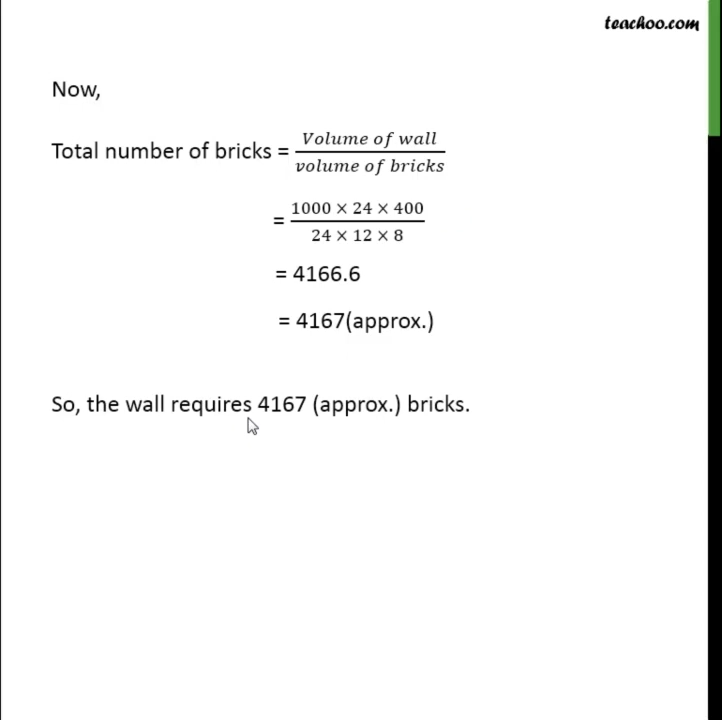 teachoo.com
Now,
Total number of bricks = Volume of wall / volume of bricks
= 1000 × 24 × 400 / 24 × 12 × 8
= 4166.6
= 4167(approx.)
So, the wall requires 4167 (approx.) bricks.